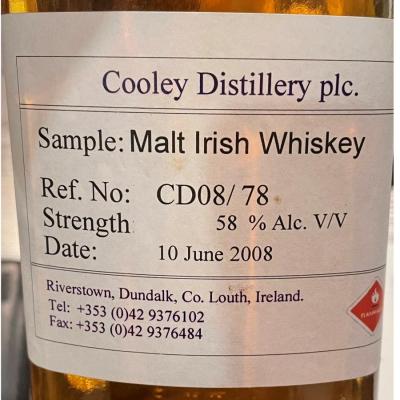 Cooley Distillery plc.
Sample: Malt Irish Whiskey
Ref. No: CD08/ 78
Strength 58 % Alc. V/V
Date: 10 June 2008
Riverstown, Dundalk, Co. Louth, Ireland.
Tel: +353 (0)42 9376102
Fax: +353 (0)42 9376484